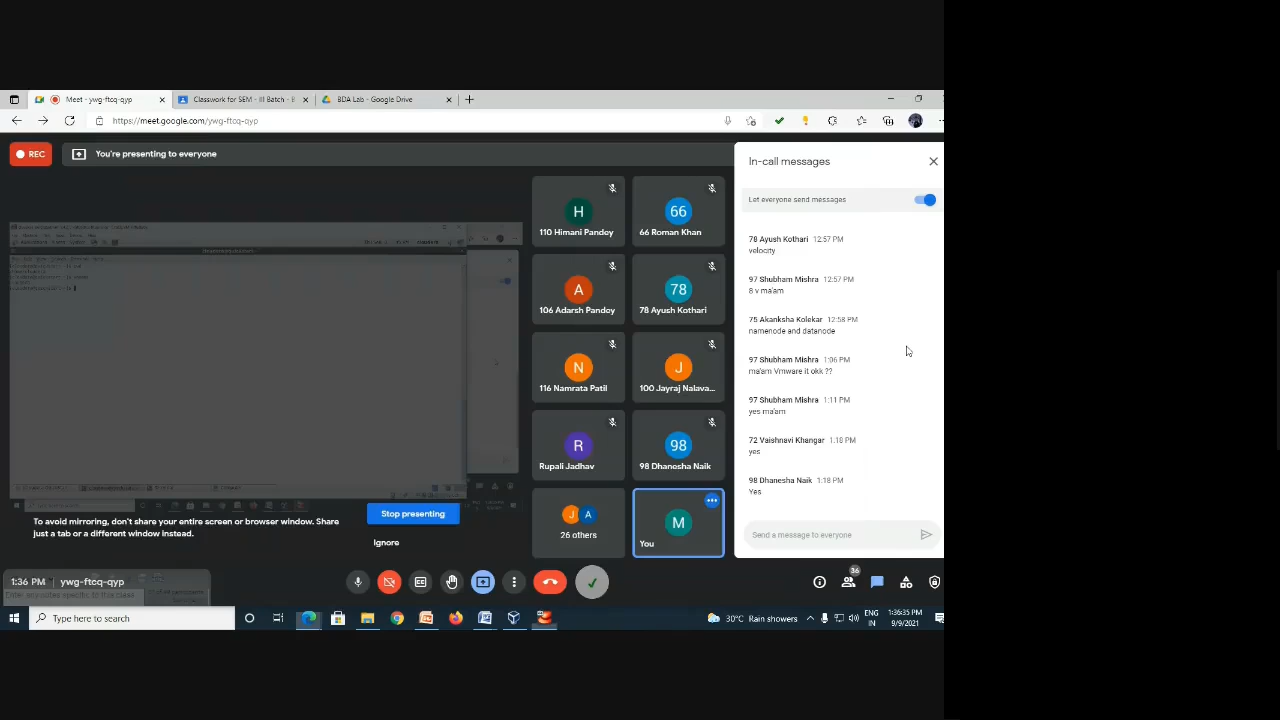 Meet - ywg-ftcq-qyp
Classwork for SEM - III Batch - E
BDA Lab - Google Drive
https://meet.google.com/ywg-ftcq-qyp
REC
You're presenting to everyone
110 Himani Pandey
66
66 Roman Khan
H
A
106 Adarsh Pandey
78
78 Ayush Kothari
N
116 Namrata Patil
J
100 Jayraj Nalava...
R
Rupali Jadhav
98
98 Dhanesha Naik
J A
26 others
M
You
To avoid mirroring, don't share your entire screen or browser window. Share
just a tab or a different window instead.
Stop presenting
Ignore
In-call messages
Let everyone send messages
78 Ayush Kothari 12:57 PM
velocity
97 Shubham Mishra 12:57 PM
8 v ma'am
75 Akanksha Kolekar 12:58 PM
namenode and datanode
97 Shubham Mishra 1:06 PM
ma'am Vmware it okk ??
97 Shubham Mishra 1:11 PM
yes ma'am
72 Vaishnavi Khangar 1:18 PM
yes
98 Dhanesha Naik 1:18 PM
Yes
Send a message to everyone
1:36 PM | ywg-ftcq-qyp
36
Type here to search
30°C Rain showers
ENG
IN
1:36:35 PM
9/9/2021